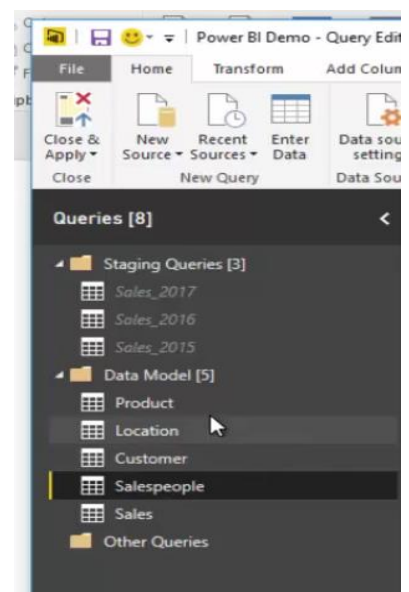 Power BI Demo - Query Edit
File Home Transform Add Colum
Close & Apply
New Source
Recent Sources
Enter Data
Data sou
setting
Close
New Query
Data Sou
Queries [8]
Staging Queries [3]
Sales_2017
Sales_2016
Sales_2015
Data Model [5]
Product
Location
Customer
Salespeople
Sales
Other Queries